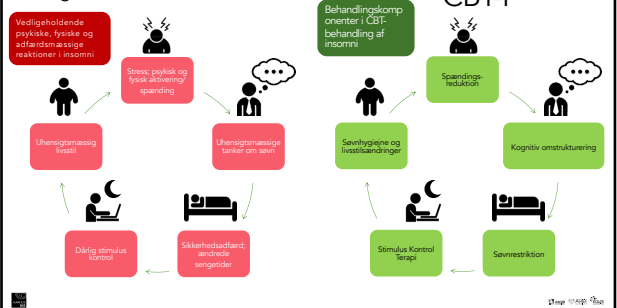 CBT-I
Vedligeholdende
psykiske, fysiske og
adfærdsmæssige
reaktioner i insomni
Stress; psykisk og
fysisk aktivering/
spænding
Uhensigtsmæssig
livsstil
Uhensigtsmæssige
tanker om søvn
Dårlig stimulus
kontrol
Sikkerhedsadfærd;
ændrede
sengetider
Behandlingskomp
onenter i CBT-
behandling af
insomni
Spændings-
reduktion
Søvnhygiejne og
livsstilsændringer
Kognitiv omstrukturering
Stimulus Kontrol
Terapi
Søvnrestriktion